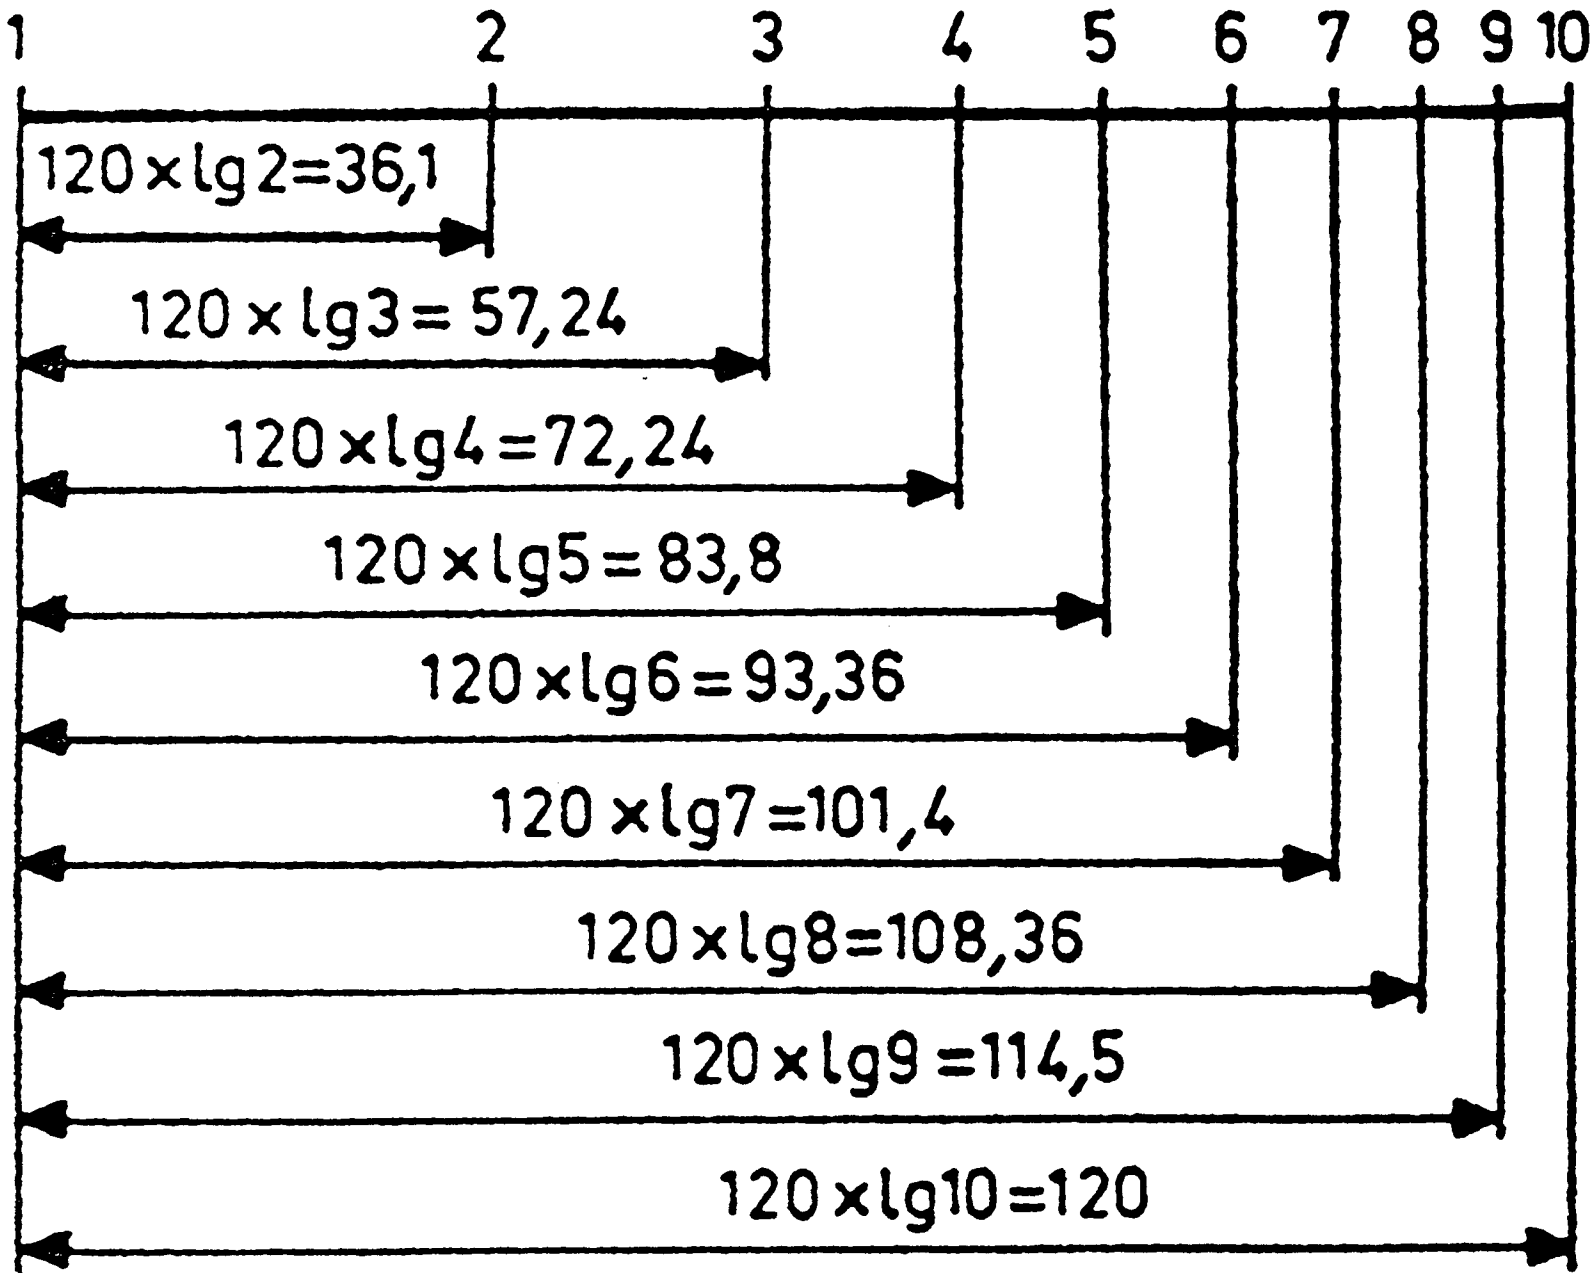 1 2 3 4 5 6 7 8 9 10
120 × lg2=36,1
120 × lg3= 57,24
120 × lg4 =72,24
120 × lg5 = 83,8
120 × lg6 = 93,36
120 × lg7 =101,4
120 × lg8=108,36
120 × lg9 =114,5
120 × lg10 =120